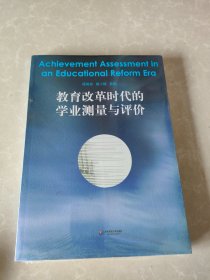 Achievement Assessment in
an Educational Reform Era
教育改革时代的
学业测量与评价